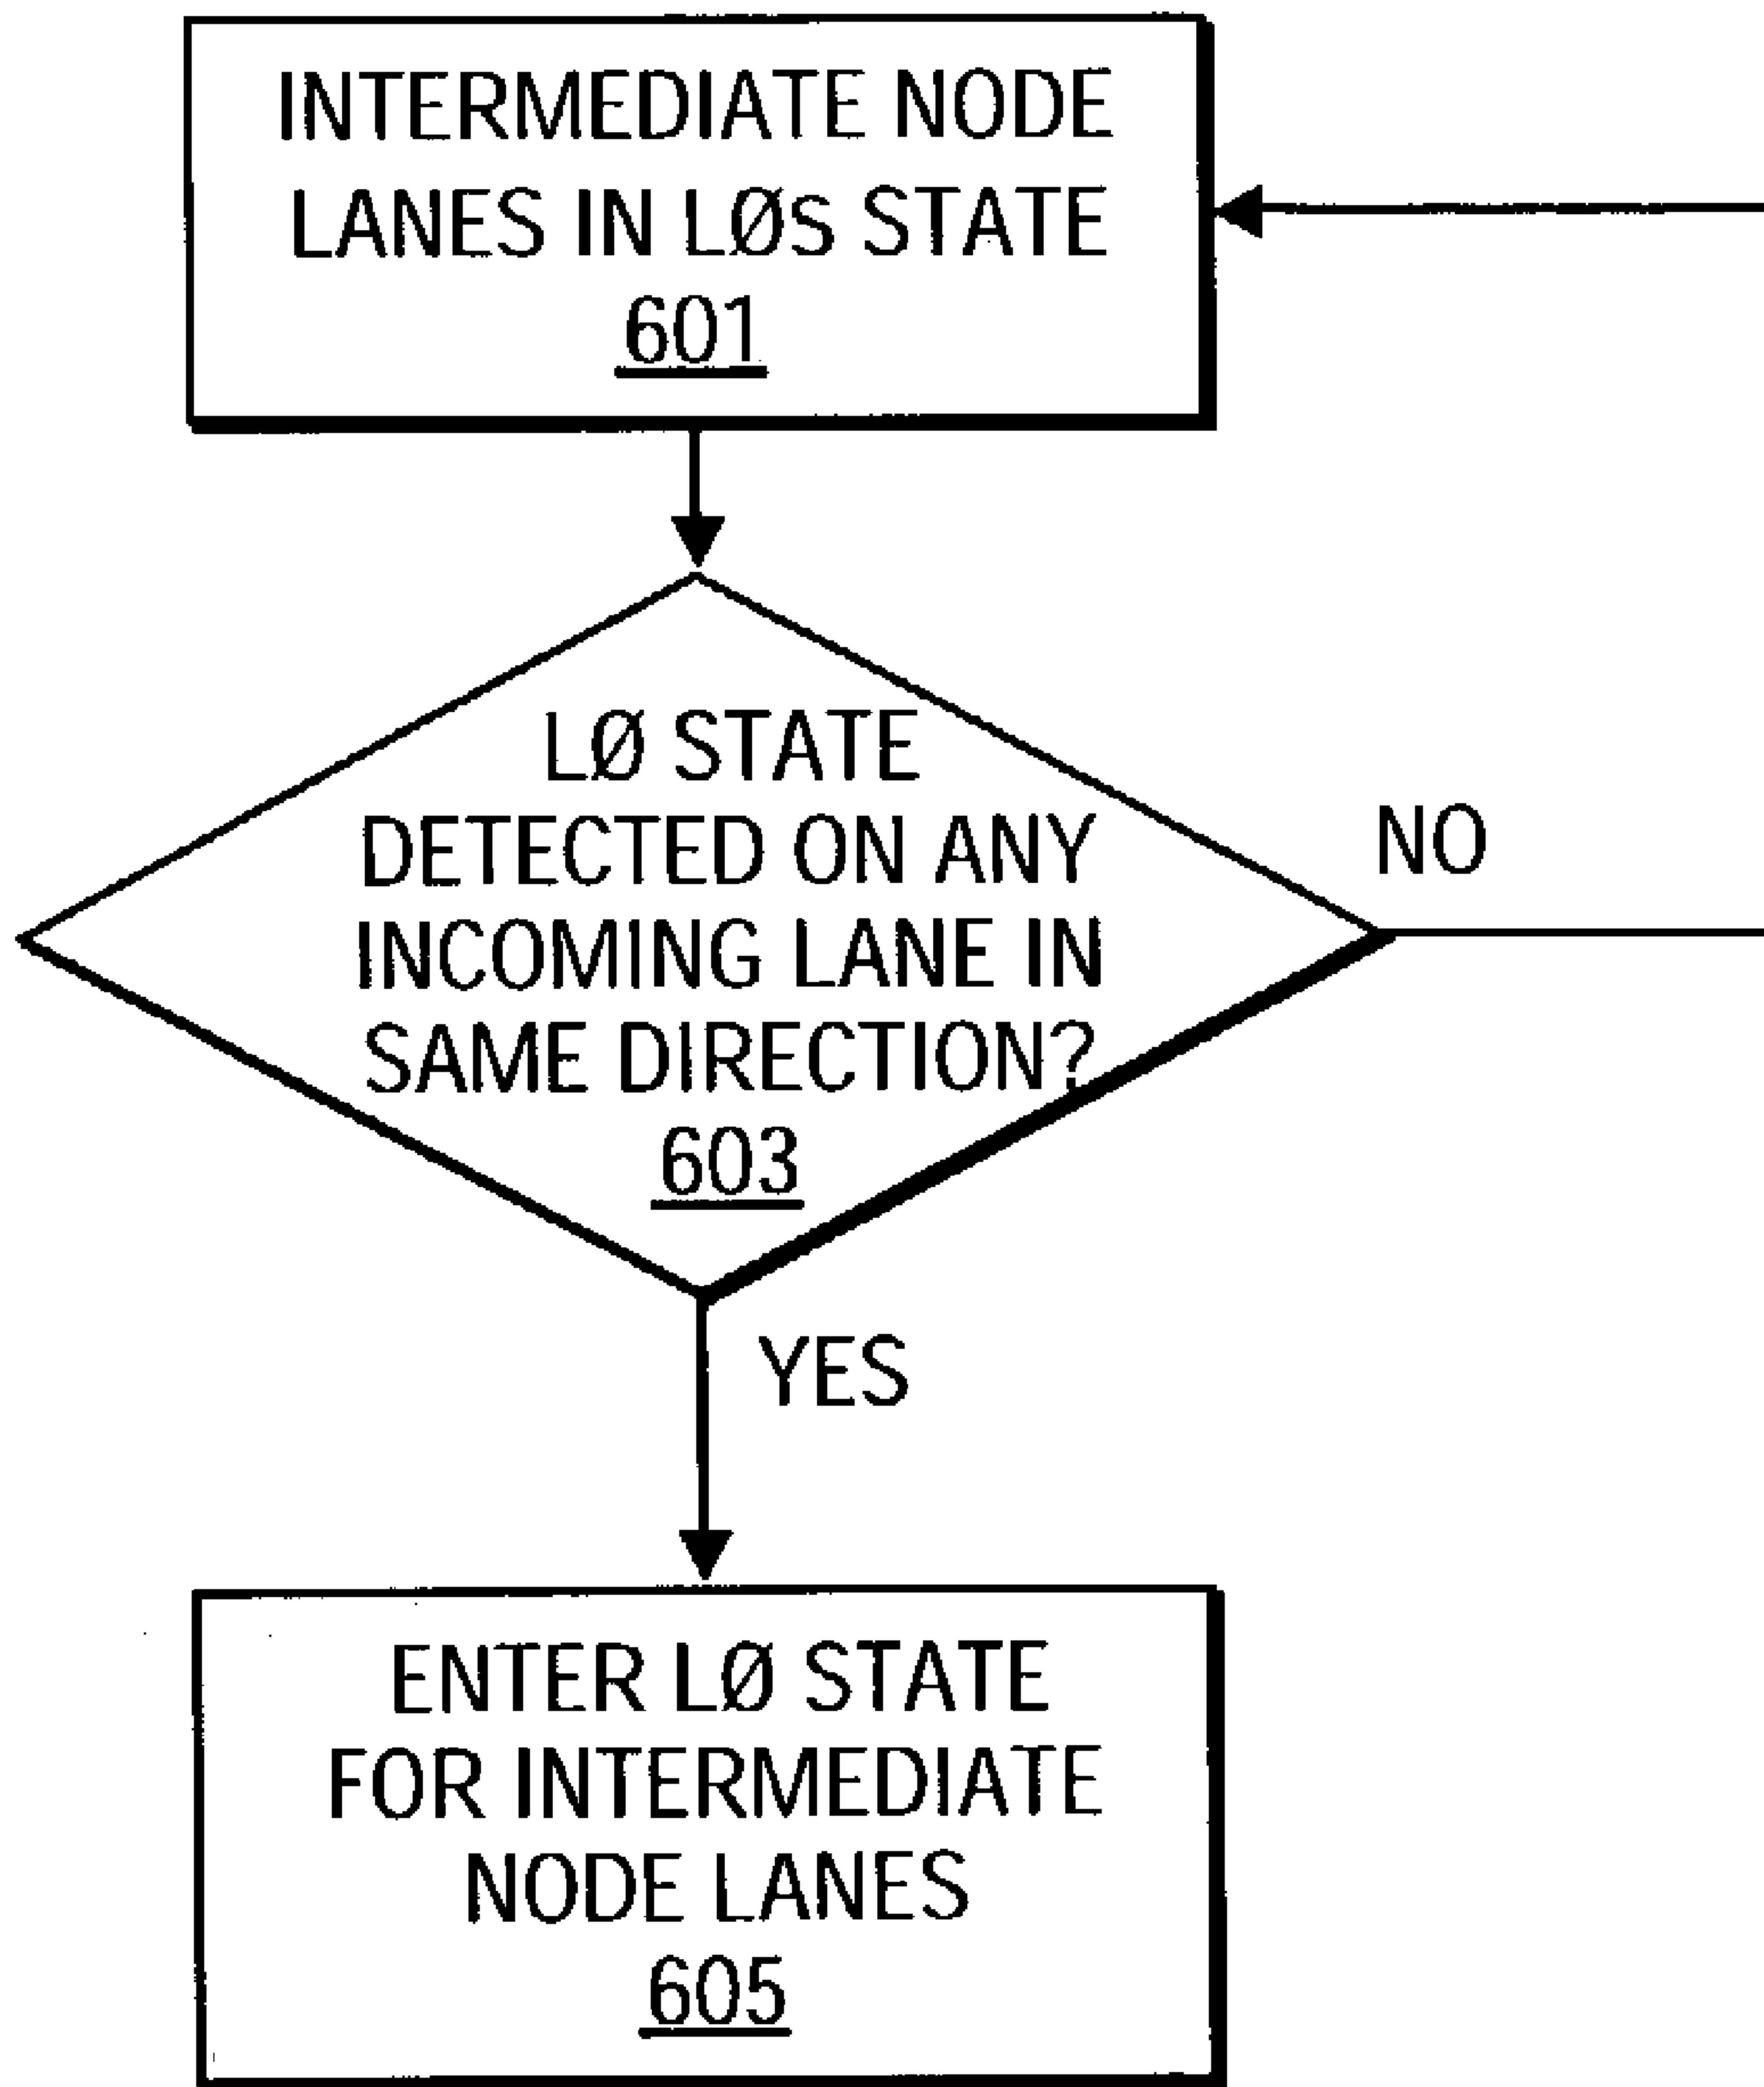 INTERMEDIATE NODE
LANES IN LØs STATE
601
LØ STATE
DETECTED ON ANY
INCOMING LANE IN
SAME DIRECTION?
603
NO
YES
ENTER LØ STATE
FOR INTERMEDIATE
NODE LANES
605